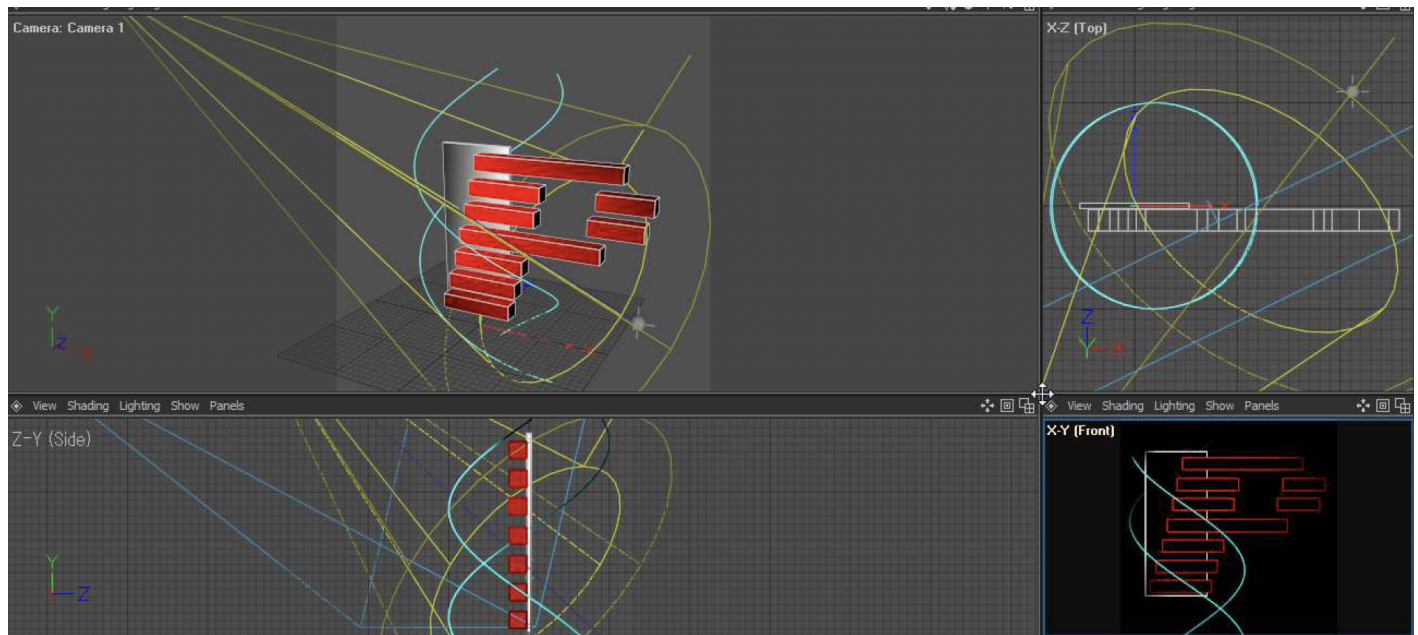 Camera: Camera 1
X-Z (Top)
Y
Z
X
Z
Y
X
View Shading Lighting Show Panels
View Shading Lighting Show Panels
Z-Y (Side)
X-Y (Front)
Y
Z